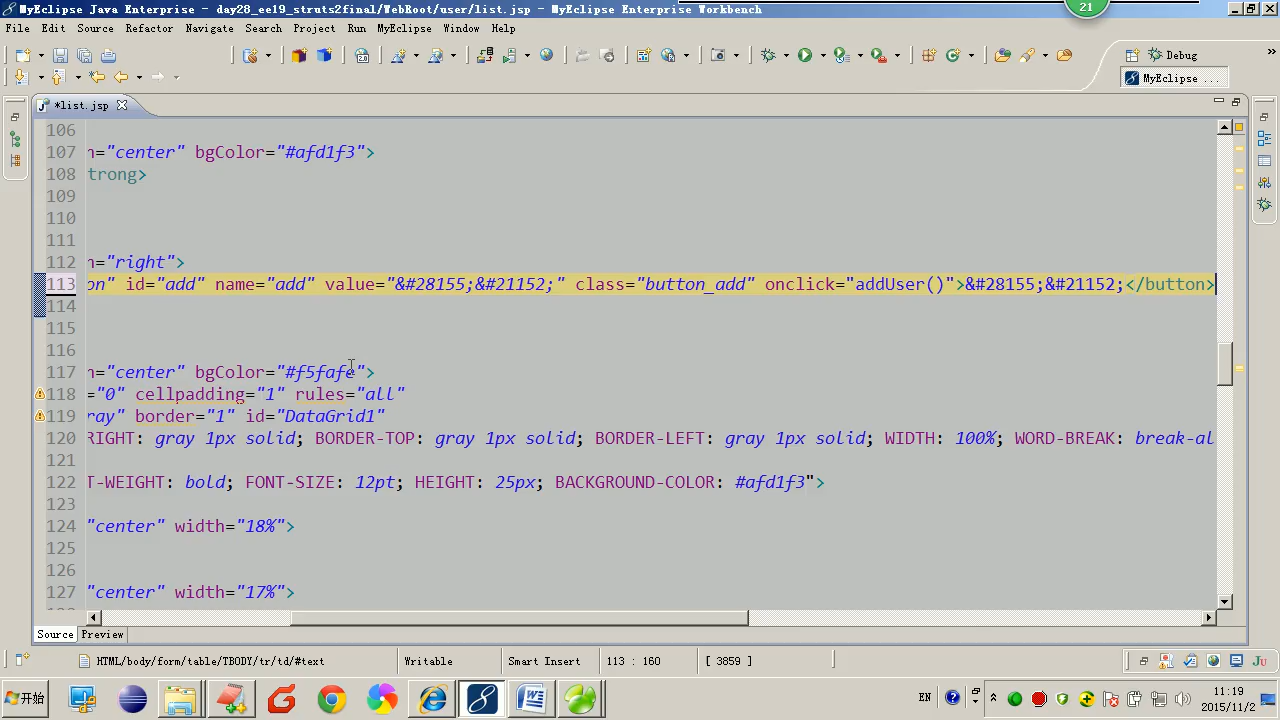 MyEclipse Java Enterprise - day28_ee19_struts2final/WebRoot/user/list.jsp - MyEclipse Enterprise Workbench
21
File Edit Source Refactor Navigate Search Project Run MyEclipse Window Help
Debug
MyEclipse ...
*list.jsp
106
107 n="center" bgColor="#afd1f3">
108 trong>
109
110
111
112 n="right">
113 on" id="add" name="add" value="&#28155;&#21152;" class="button_add" onclick="addUser()">&#28155;&#21152;</button>
114
115
116
117 n="center" bgColor="#f5fafe">
118 ="0" cellpadding="1" rules="all"
119 ray" border="1" id="DataGrid1"
120 RIGHT: gray 1px solid; BORDER-TOP: gray 1px solid; BORDER-LEFT: gray 1px solid; WIDTH: 100%; WORD-BREAK: break-al
121
122 T-WEIGHT: bold; FONT-SIZE: 12pt; HEIGHT: 25px; BACKGROUND-COLOR: #afd1f3">
123
124 "center" width="18%">
125
126
127 "center" width="17%">
Source Preview
HTML/body/form/table/TBODY/tr/td/#text Writable Smart Insert 113 : 160 [ 3859 ]
开始 EN 11:19
2015/11/2